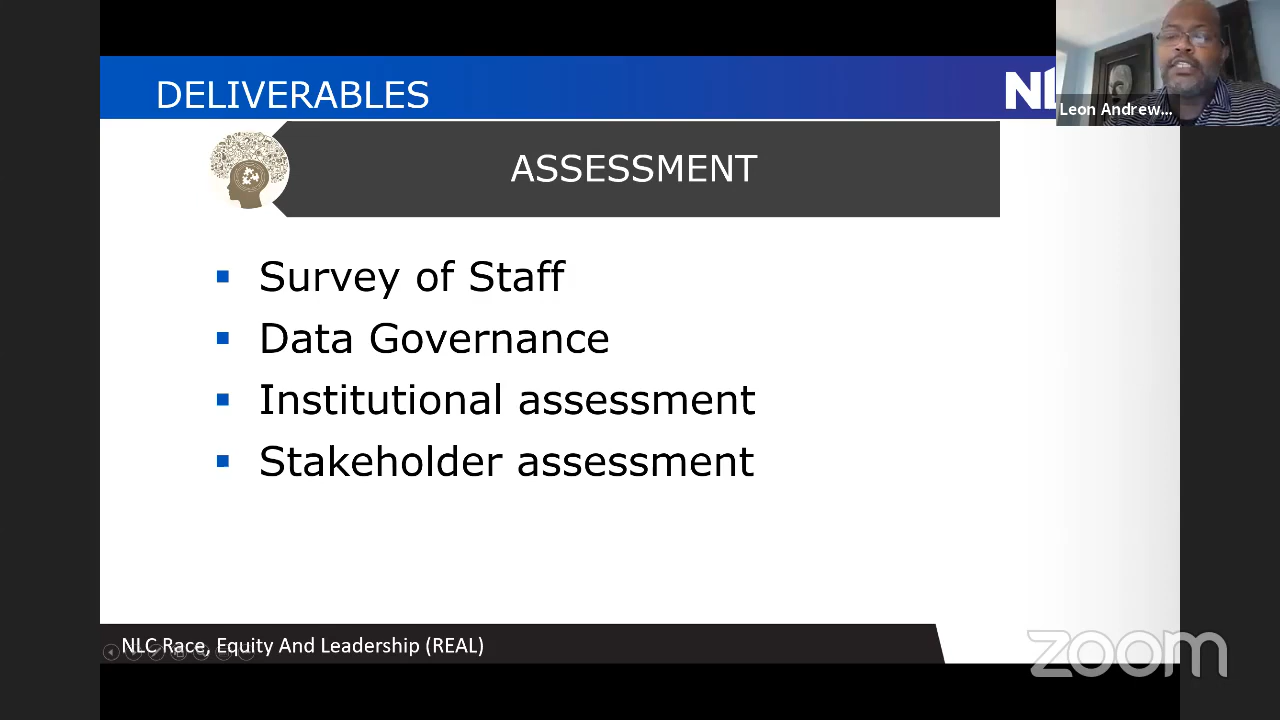 DELIVERABLES
NL
Leon Andrew...
ASSESSMENT
Survey of Staff
Data Governance
Institutional assessment
Stakeholder assessment
NLC Race, Equity And Leadership (REAL)
zoom